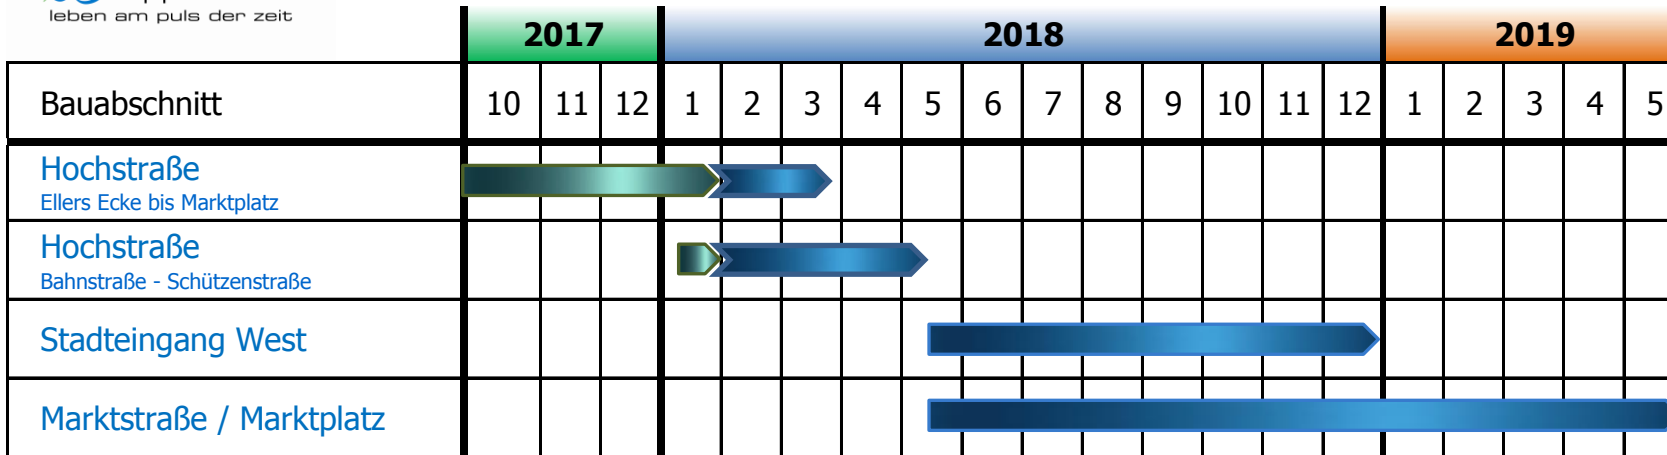 leben am puls der zeit
2017 2018 2019
Bauabschnitt 10 11 12 1 2 3 4 5 6 7 8 9 10 11 12 1 2 3 4 5
Hochstraße
Ellers Ecke bis Marktplatz
Hochstraße
Bahnstraße - Schützenstraße
Stadteingang West
Marktstraße / Marktplatz